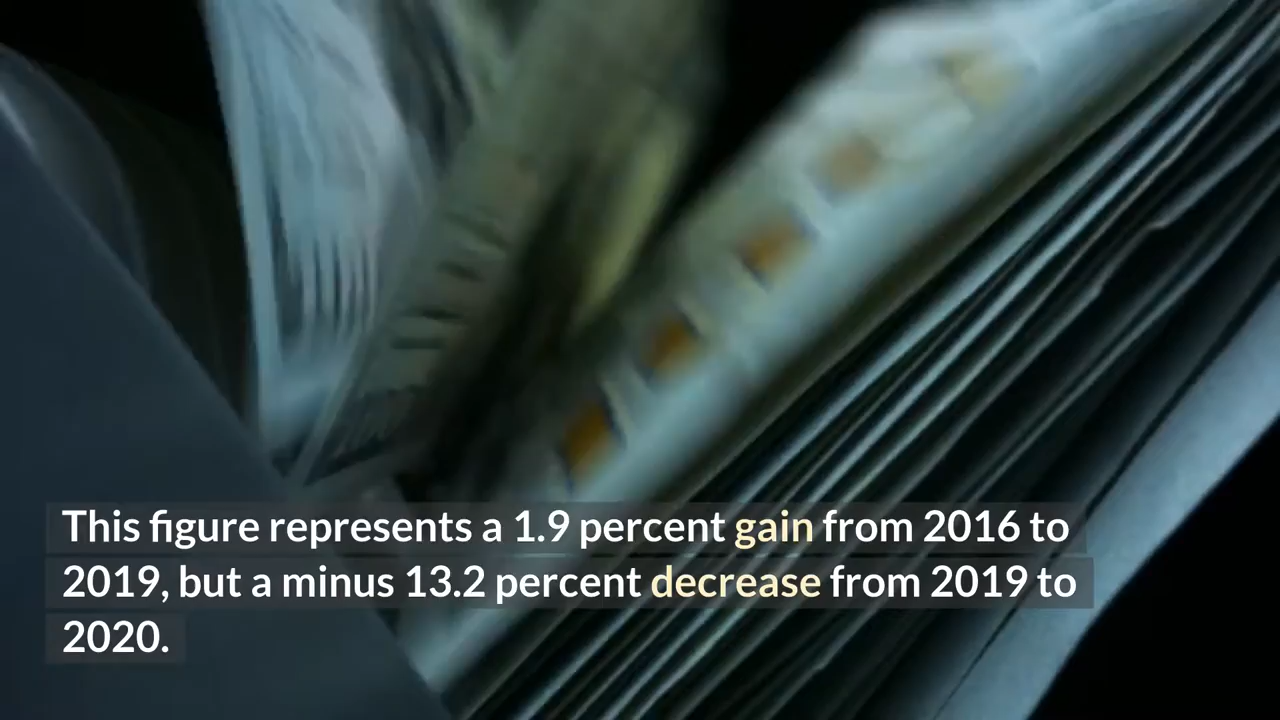 This figure represents a 1.9 percent gain from 2016 to
2019, but a minus 13.2 percent decrease from 2019 to
2020.